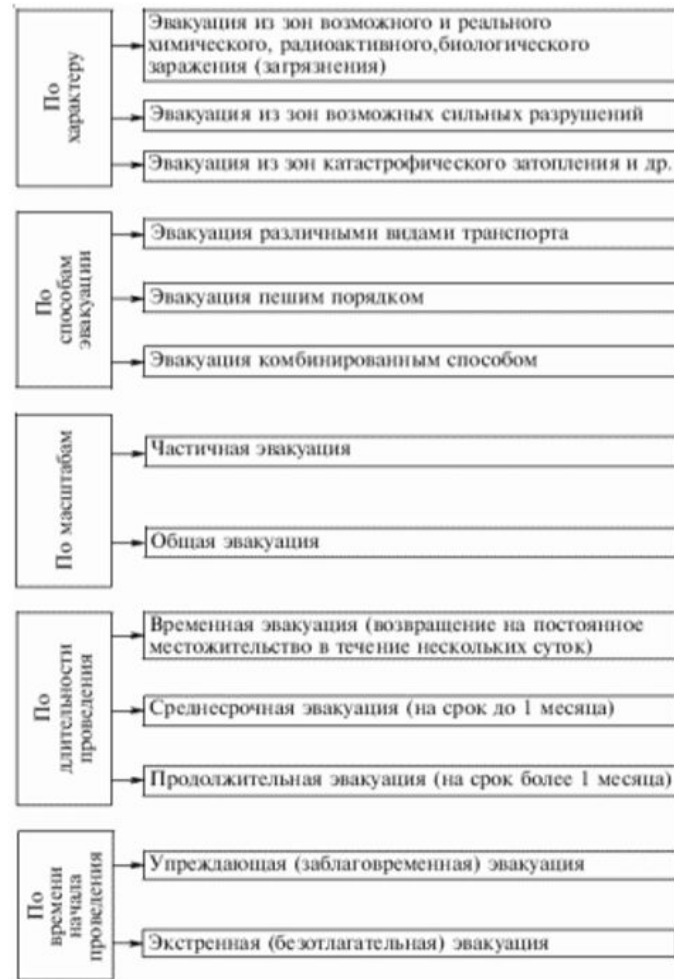 По
характеру
Эвакуация из зон возможного и реального
химического, радиоактивного,биологического
заражения (загрязнения)
Эвакуация из зон возможных сильных разрушений
Эвакуация из зон катастрофического затопления и др.
По
способам
эвакуации
Эвакуация различными видами транспорта
Эвакуация пешим порядком
Эвакуация комбинированным способом
По масштабам
Частичная эвакуация
Общая эвакуация
По
длительности
проведения
Временная эвакуация (возвращение на постоянное
местожительство в течение нескольких суток)
Среднесрочная эвакуация (на срок до 1 месяца)
Продолжительная эвакуация (на срок более 1 месяца)
По
времени
начала
проведения
Упреждающая (заблаговременная) эвакуация
Экстренная (безотлагательная) эвакуация